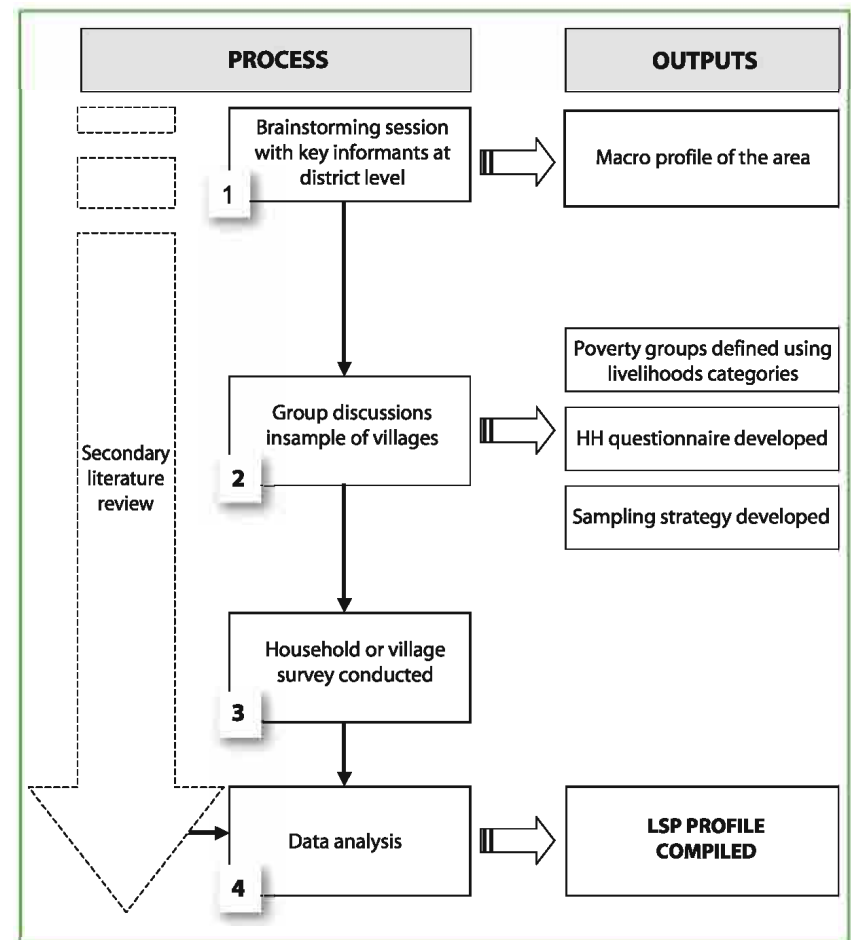 PROCESS
OUTPUTS
Brainstorming session
with key informants at
district level
1
Macro profile of the area
Poverty groups defined using
livelihoods categories
Group discussions
insample of villages
2
HH questionnaire developed
Sampling strategy developed
Secondary
literature
review
Household or village
survey conducted
3
Data analysis
4
LSP PROFILE
COMPILED